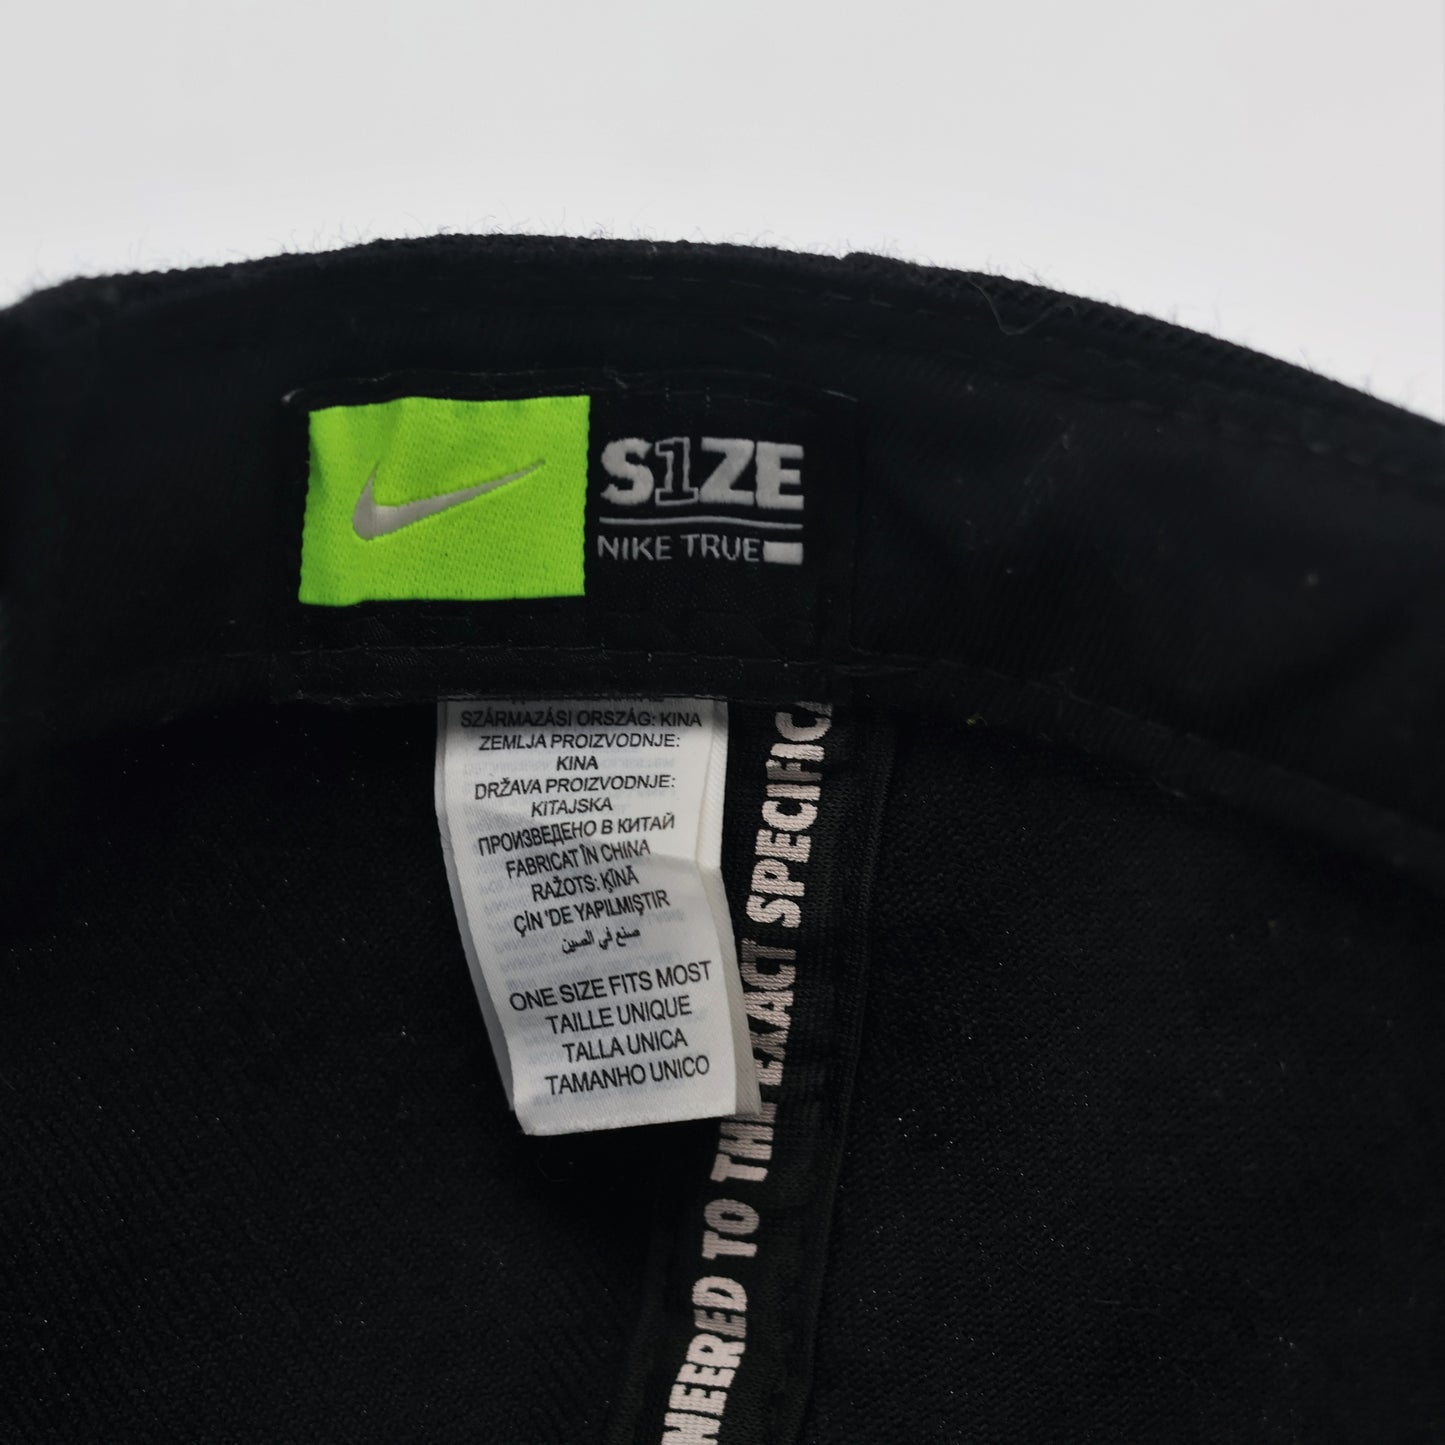 S1ZE
NIKE TRUE
SZÁRMAZÁSI ORSZÁG: KINA
ZEMLJA PROIZVODNJE:
KINA
DRŽAVA PROIZVODNJE:
KITAJSKA
ПРОИЗВЕДЕНО В КИТАЙ
FABRICAT ÎN CHINA
RAŽOTS: ĶĪNĀ
ÇİN 'DE YAPILMIŞTIR
صنع في الصين
ONE SIZE FITS MOST
TAILLE UNIQUE
TALLA UNICA
TAMANHO UNICO
NEERED TO THE EXACT SPECIFICA